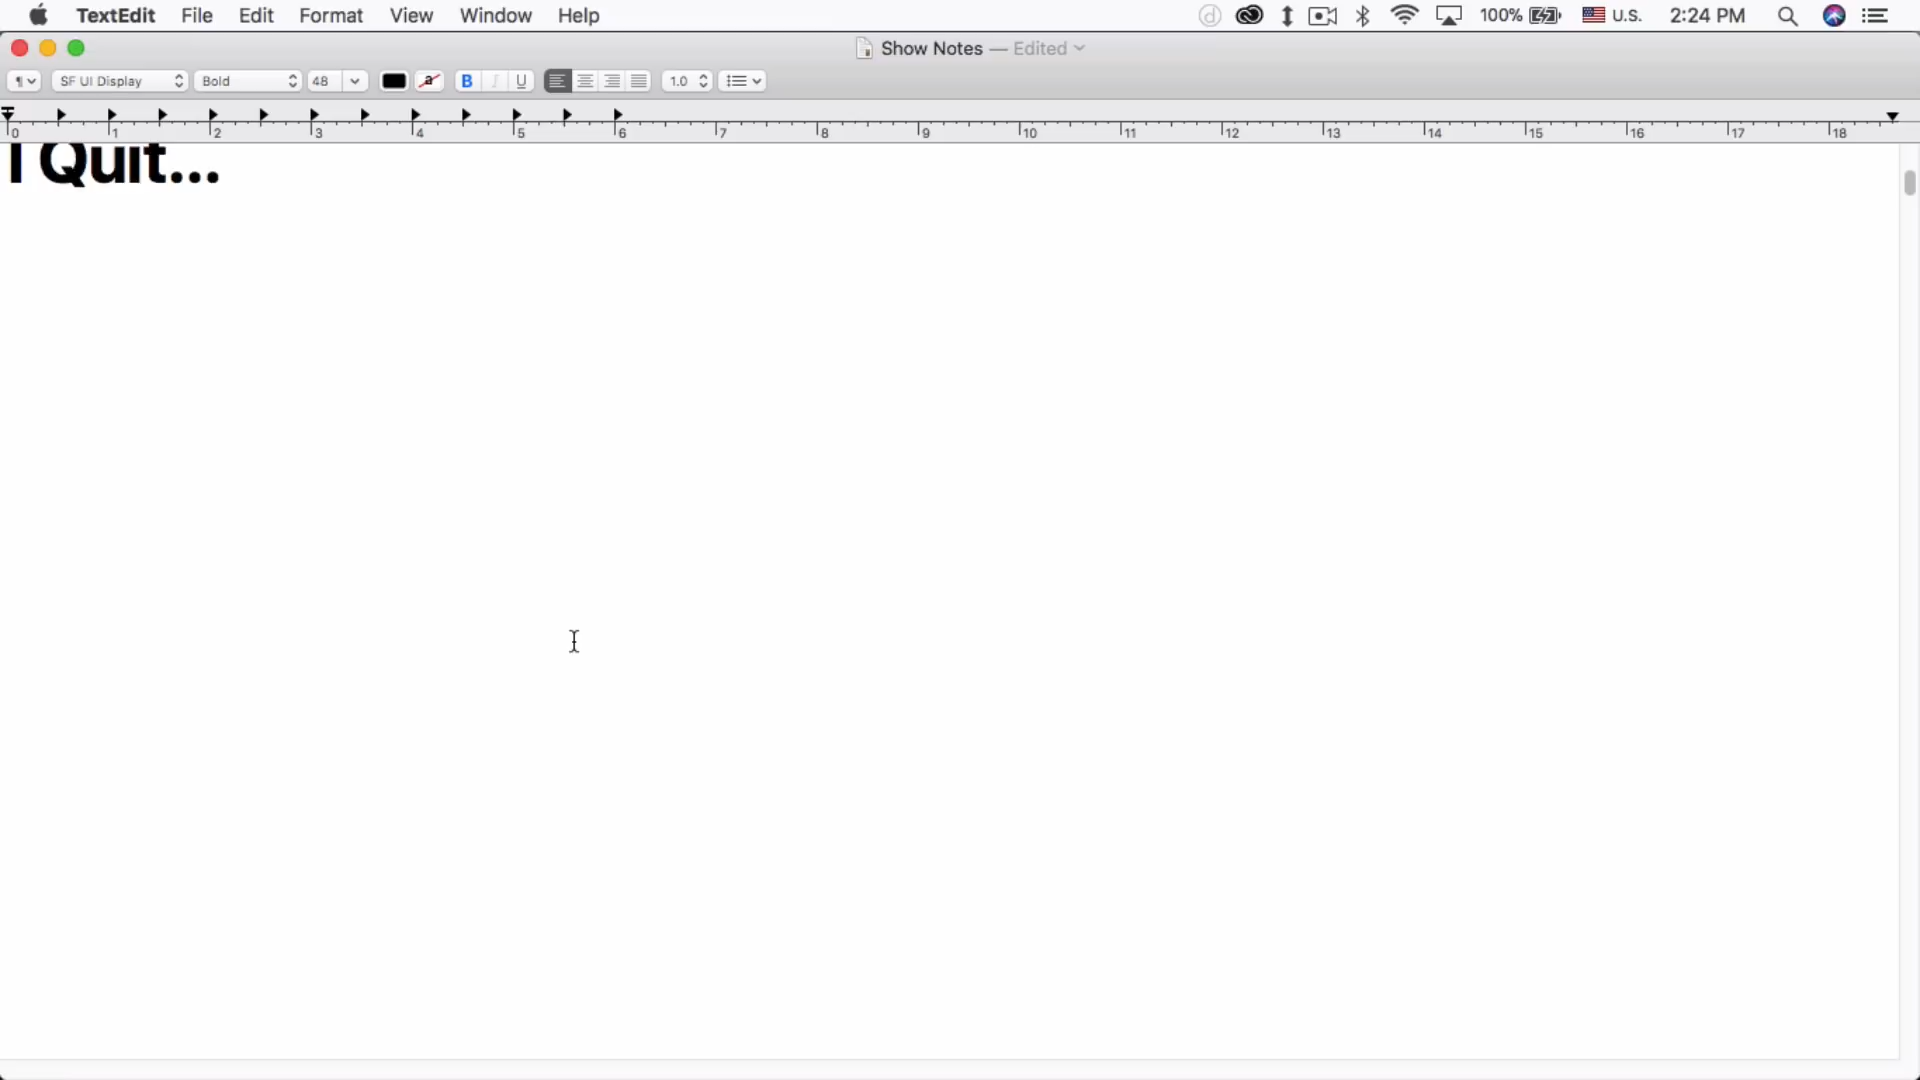 TextEdit File Edit Format View Window Help 100% U.S. 2:24 PM
Show Notes — Edited
¶ SF UI Display Bold 48 a B I U 1.0
0 1 2 3 4 5 6 7 8 9 10 11 12 13 14 15 16 17 18
I Quit...